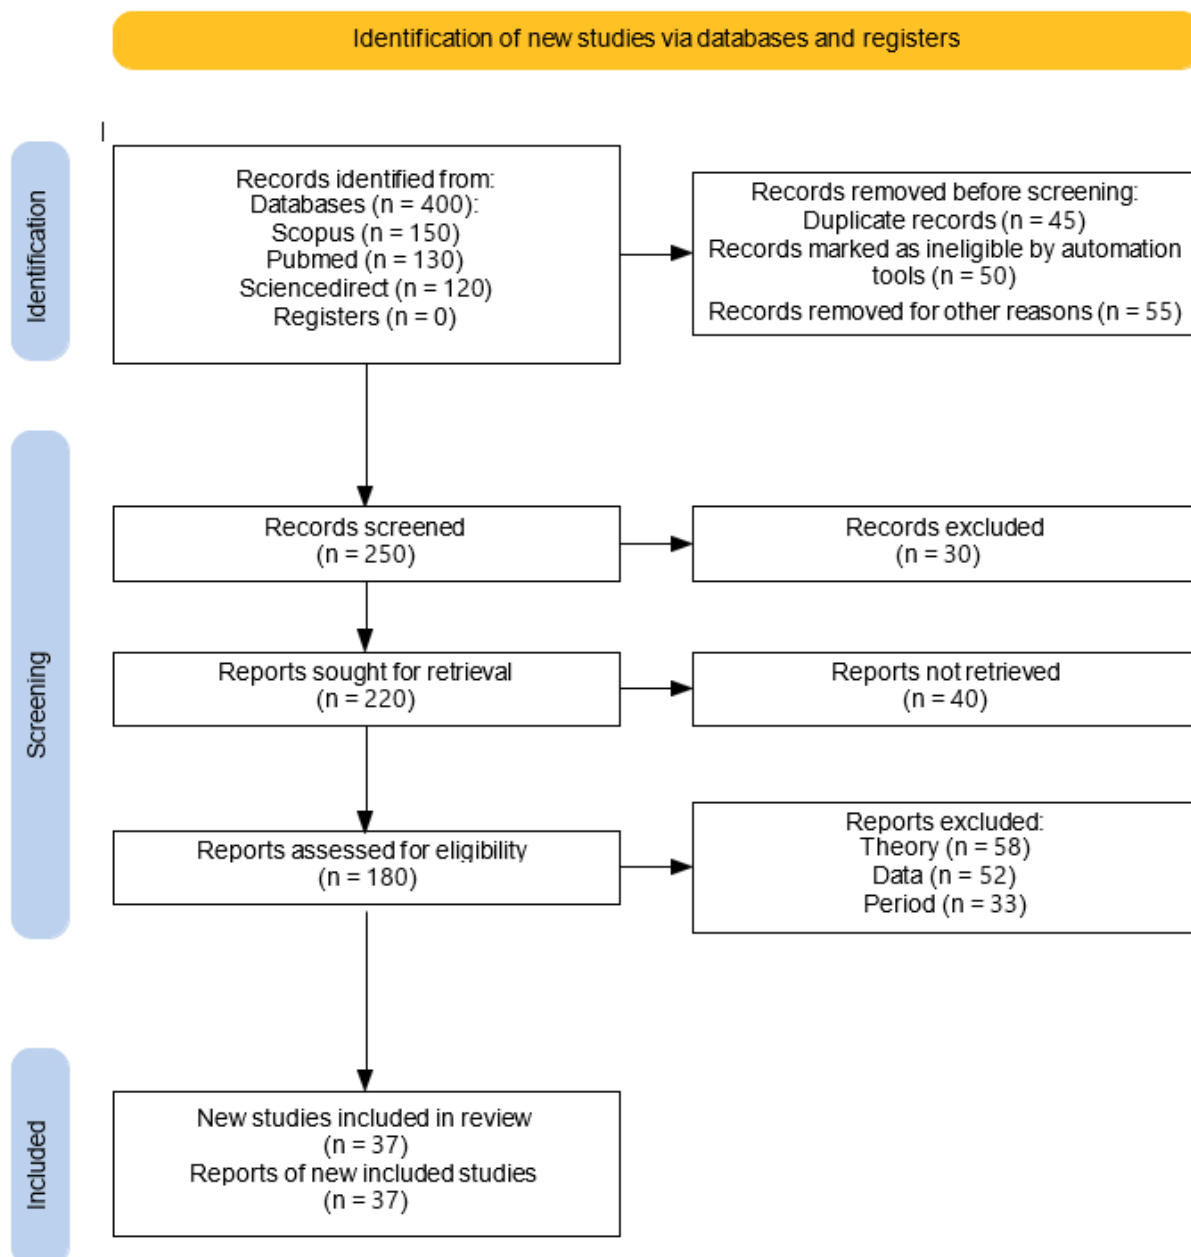 Identification of new studies via databases and registers
|
Identification
Records identified from:
Databases (n = 400):
Scopus (n = 150)
Pubmed (n = 130)
Sciencedirect (n = 120)
Registers (n = 0)
Records removed before screening:
Duplicate records (n = 45)
Records marked as ineligible by automation
tools (n = 50)
Records removed for other reasons (n = 55)
Screening
Records screened
(n = 250)
Records excluded
(n = 30)
Reports sought for retrieval
(n = 220)
Reports not retrieved
(n = 40)
Reports assessed for eligibility
(n = 180)
Reports excluded:
Theory (n = 58)
Data (n = 52)
Period (n = 33)
Included
New studies included in review
(n = 37)
Reports of new included studies
(n = 37)